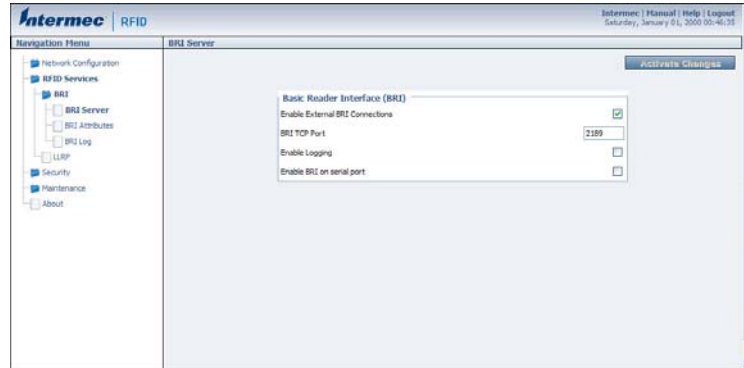 Intermec RFID
Intermec | Manual | Help | Logout
Saturday, January 01, 2000 00:46:35
Navigation Menu
BRI Server
Network Configuration
RFID Services
BRI
BRI Server
BRI Attributes
BRI Log
LLRP
Security
Maintenance
About
Activate Changes
Basic Reader Interface (BRI)
Enable External BRI Connections
BRI TCP Port 2189
Enable Logging
Enable BRI on serial port